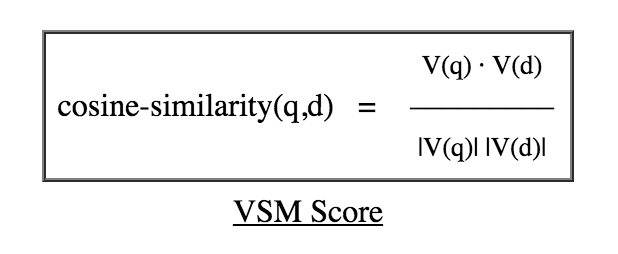 V(q) · V(d)
cosine-similarity(q,d) = ―――――――――
|V(q)| |V(d)|
VSM Score